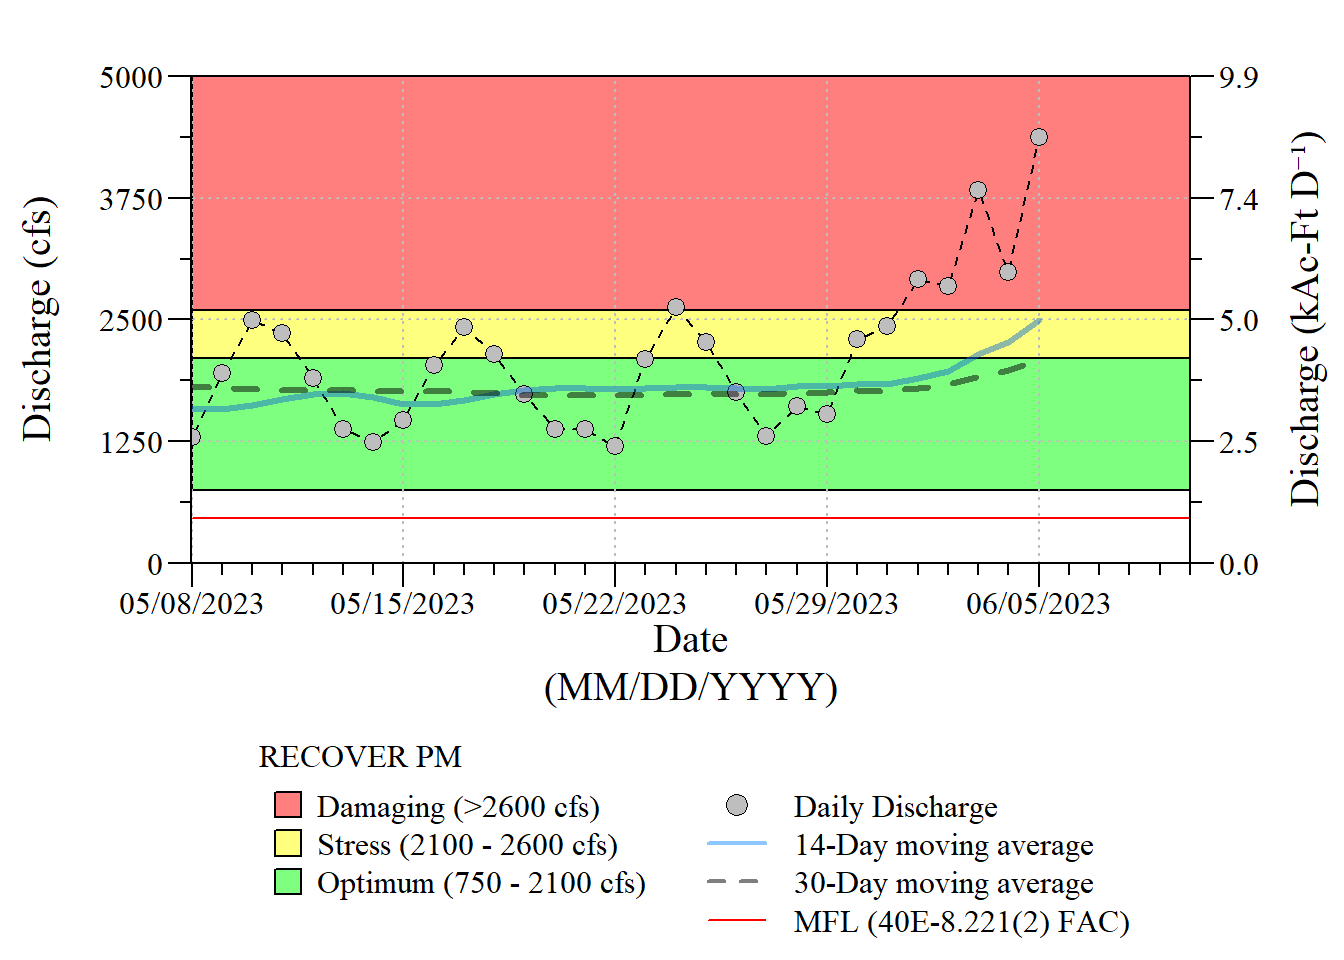 5000
3750
2500
1250
0
Discharge (cfs)
9.9
7.4
5.0
2.5
0.0
Discharge (kAc-Ft D⁻¹)
05/08/2023 05/15/2023 05/22/2023 05/29/2023 06/05/2023
Date
(MM/DD/YYYY)
RECOVER PM
Damaging (>2600 cfs)
Stress (2100 - 2600 cfs)
Optimum (750 - 2100 cfs)
Daily Discharge
14-Day moving average
30-Day moving average
MFL (40E-8.221(2) FAC)